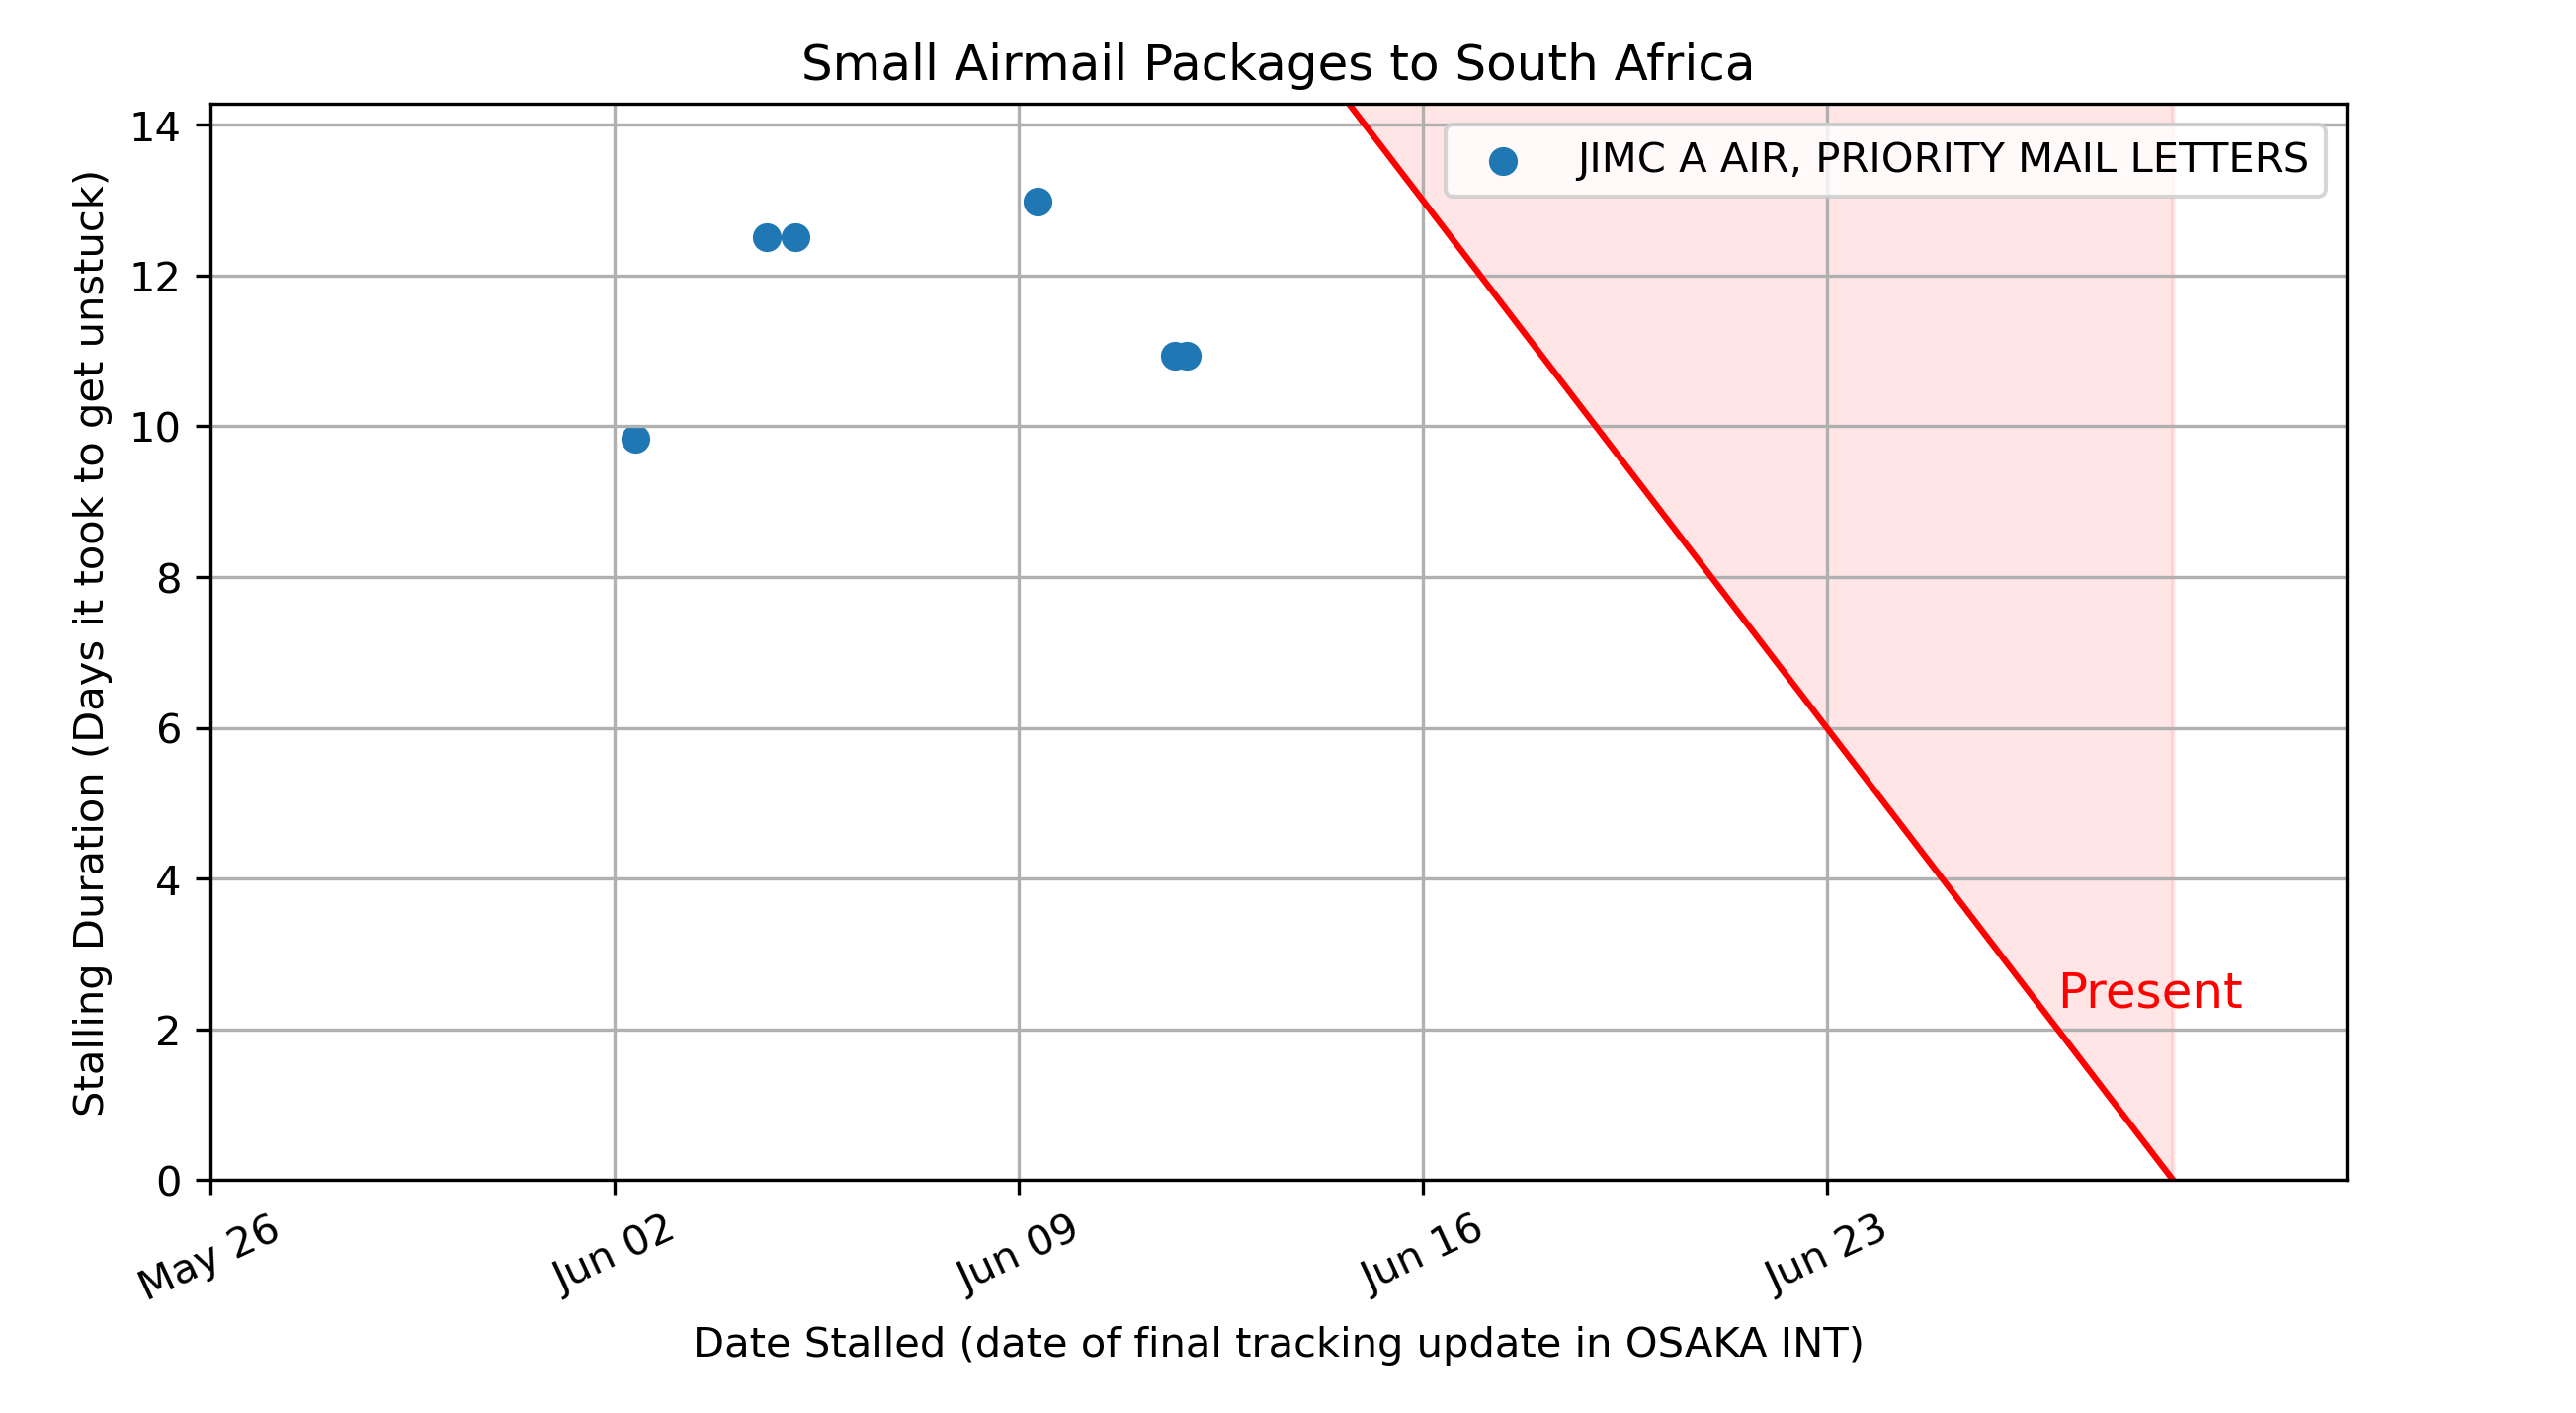 Small Airmail Packages to South Africa
JIMC A AIR, PRIORITY MAIL LETTERS
Stalling Duration (Days it took to get unstuck)
14
12
10
8
6
4
2
0
Present
May 26
Jun 02
Jun 09
Jun 16
Jun 23
Date Stalled (date of final tracking update in OSAKA INT)